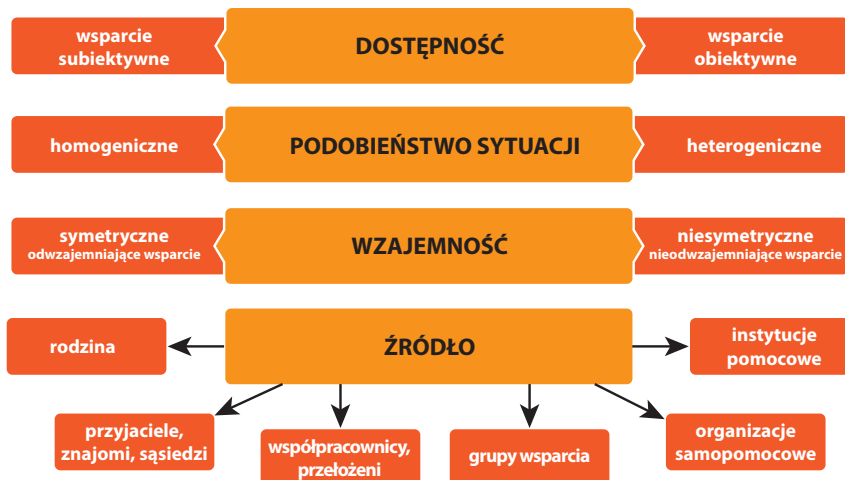 wsparcie
subiektywne
DOSTĘPNOŚĆ
wsparcie
obiektywne
homogeniczne
PODOBIEŃSTWO SYTUACJI
heterogeniczne
symetryczne
odwzajemniające wsparcie
WZAJEMNOŚĆ
niesymetryczne
nieodwzajemniające wsparcie
rodzina
ŹRÓDŁO
instytucje
pomocowe
przyjaciele,
znajomi, sąsiedzi
współpracownicy,
przełożeni
grupy wsparcia
organizacje
samopomocowe